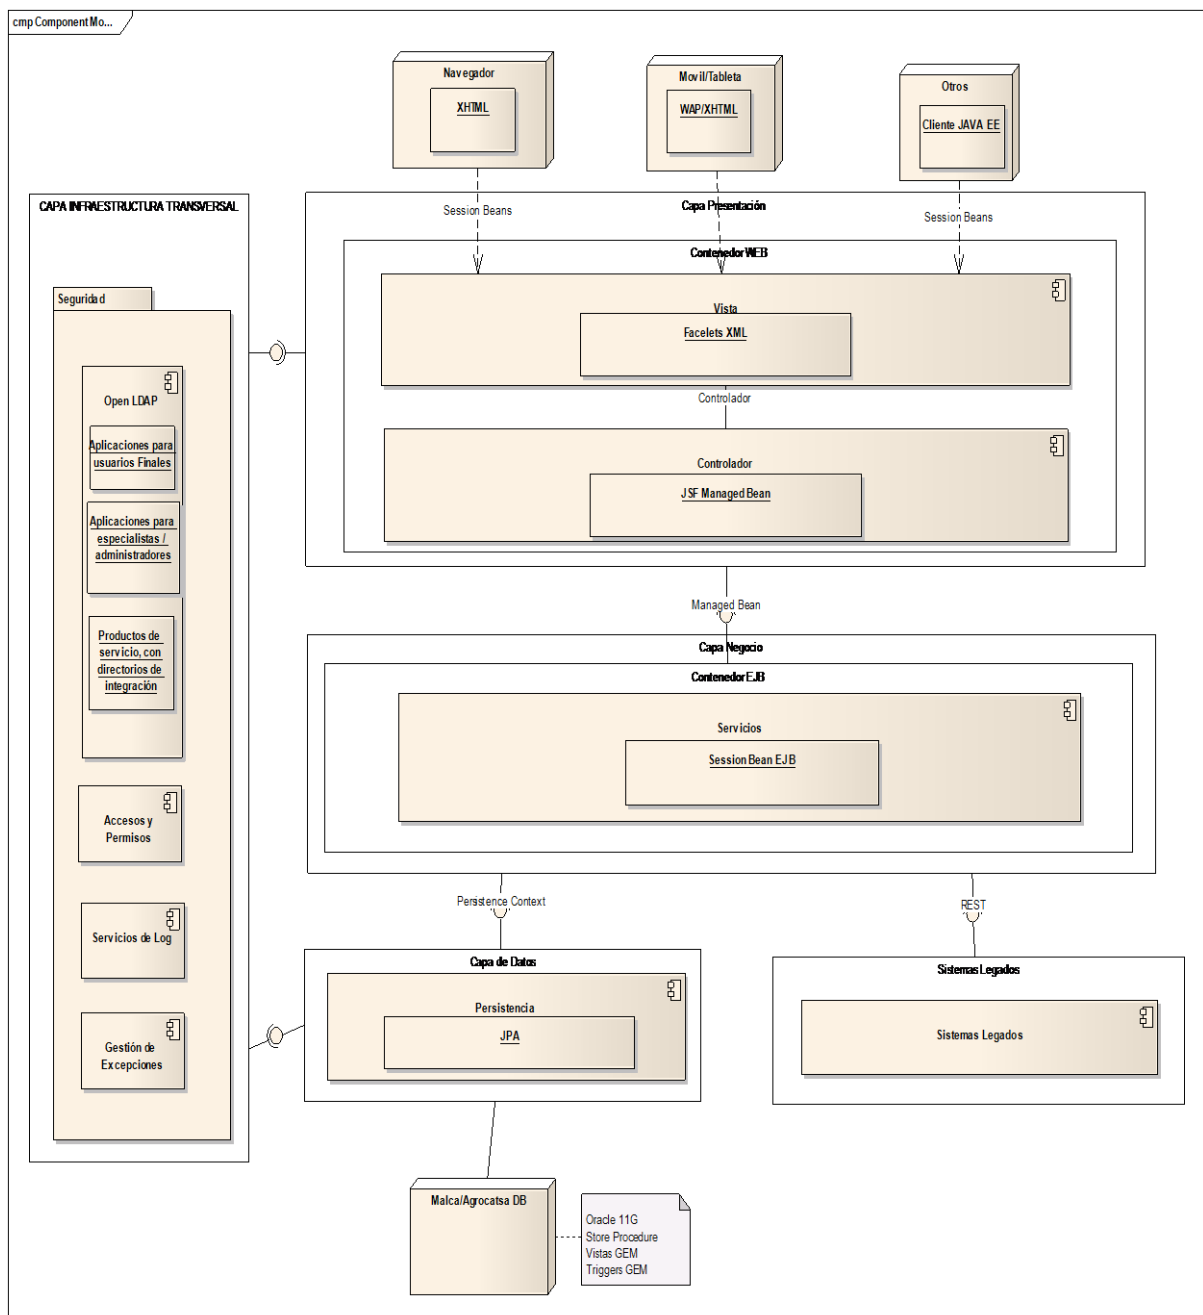 cmp Component Mo...
Navegador
XHTML
Movil/Tableta
WAP/XHTML
Otros
Cliente JAVA EE
Session Beans
Session Beans
CAPA INFRAESTRUCTURA TRANSVERSAL
Seguridad
Open LDAP
Aplicaciones para
usuarios Finales
Aplicaciones para
especialistas /
administradores
Productos de
servicio, con
directorios de
integración
Accesos y
Permisos
Servicios de Log
Gestión de
Excepciones
Capa Presentación
Contenedor WEB
Vista
Facelets XML
Controlador
Controlador
JSF Managed Bean
Managed Bean
Capa Negocio
Contenedor EJB
Servicios
Session Bean EJB
Persistence Context
REST
Capa de Datos
Persistencia
JPA
Sistemas Legados
Sistemas Legados
Malca/Agrocatsa DB
Oracle 11G
Store Procedure
Vistas GEM
Triggers GEM